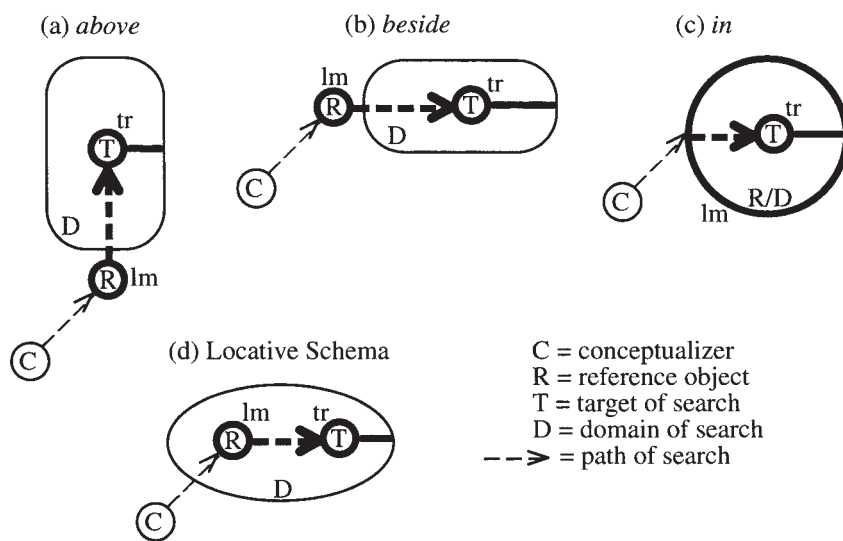 (a) above
tr
T
D
R
lm
C
(b) beside
lm
R
tr
T
D
C
(c) in
tr
T
R/D
lm
C
(d) Locative Schema
lm
tr
R
T
D
C
C = conceptualizer
R = reference object
T = target of search
D = domain of search
= path of search